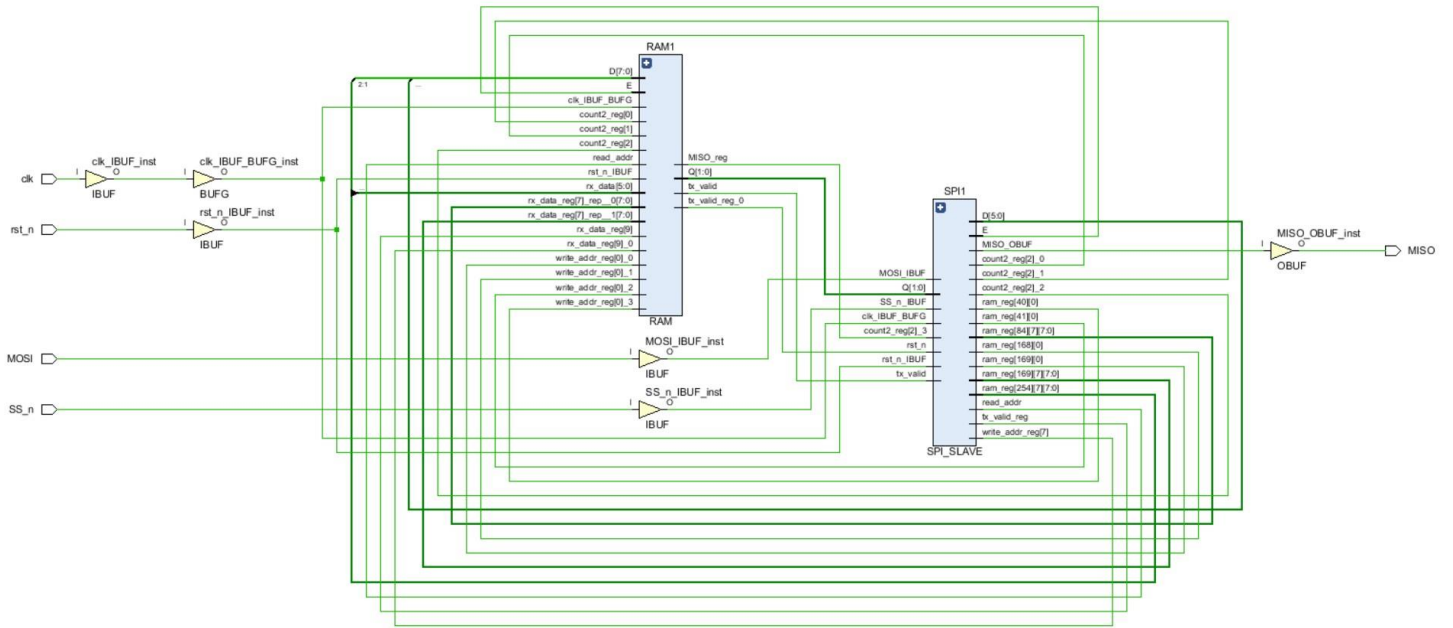 RAM1
D[7:0]
E
clk_IBUF_BUFG
count2_reg[0]
count2_reg[1]
count2_reg[2]
read_addr
rst_n_IBUF
rx_data[5:0]
rx_data_reg[7]_rep__0[7:0]
rx_data_reg[7]_rep__1[7:0]
rx_data_reg[9]
rx_data_reg[9]_0
write_addr_reg[0]_0
write_addr_reg[0]_1
write_addr_reg[0]_2
write_addr_reg[0]_3
MISO_reg
Q[1:0]
tx_valid
tx_valid_reg_0
RAM
2:1
...
...
clk
clk_IBUF_inst
I
O
IBUF
clk_IBUF_BUFG_inst
I
O
BUFG
rst_n
rst_n_IBUF_inst
I
O
IBUF
MOSI
MOSI_IBUF_inst
I
O
IBUF
SS_n
SS_n_IBUF_inst
I
O
IBUF
SPI1
MOSI_IBUF
Q[1:0]
SS_n_IBUF
clk_IBUF_BUFG
count2_reg[2]_3
rst_n
rst_n_IBUF
tx_valid
D[5:0]
E
MISO_OBUF
count2_reg[2]_0
count2_reg[2]_1
count2_reg[2]_2
ram_reg[40][0]
ram_reg[41][0]
ram_reg[84][7][7:0]
ram_reg[168][0]
ram_reg[169][0]
ram_reg[169][7][7:0]
ram_reg[254][7][7:0]
read_addr
tx_valid_reg
write_addr_reg[7]
SPI_SLAVE
MISO_OBUF_inst
I
O
OBUF
MISO